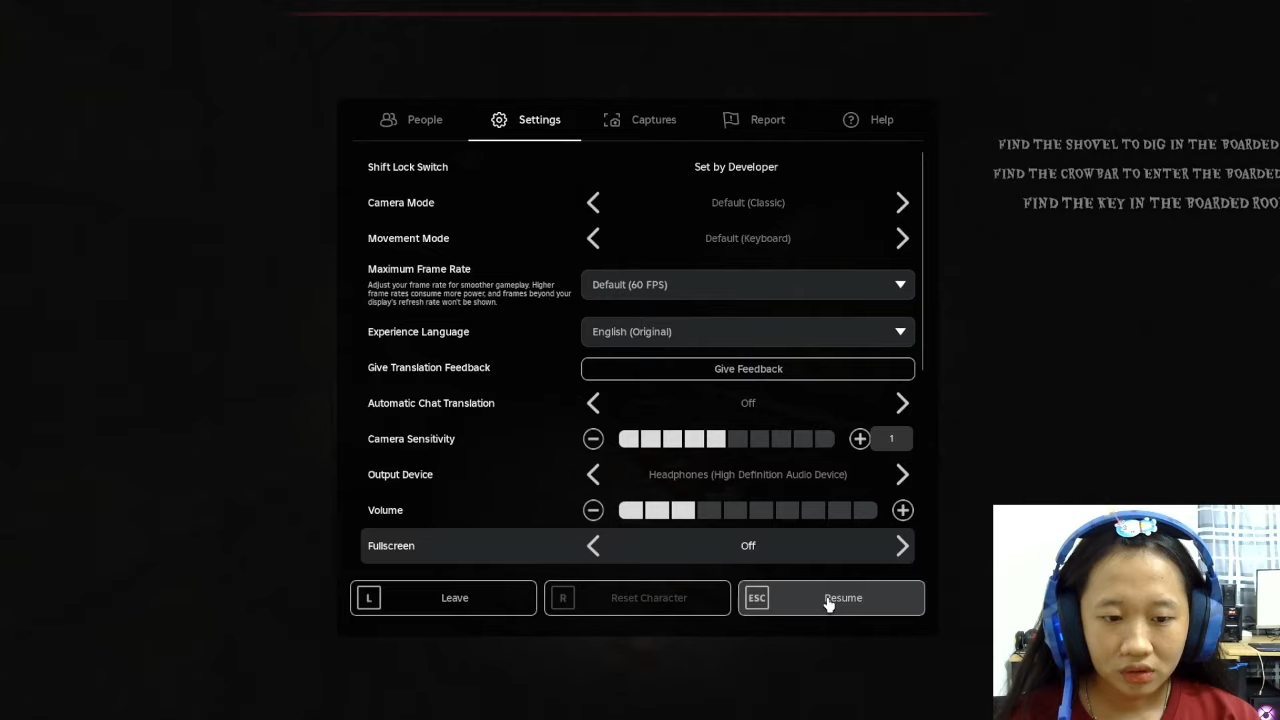 People
Settings
Captures
Report
Help
Shift Lock Switch
Set by Developer
Camera Mode
Default (Classic)
Movement Mode
Default (Keyboard)
Maximum Frame Rate
Adjust your frame rate for smoother gameplay. Higher
frame rates consume more power, and frames beyond your
display's refresh rate won't be shown.
Default (60 FPS)
Experience Language
English (Original)
Give Translation Feedback
Give Feedback
Automatic Chat Translation
Off
Camera Sensitivity
1
Output Device
Headphones (High Definition Audio Device)
Volume
Fullscreen
Off
L
Leave
R
Reset Character
ESC
Resume
FIND THE SHOVEL TO DIG IN THE BOARDED
FIND THE CROWBAR TO ENTER THE BOARDED
FIND THE KEY IN THE BOARDED ROO